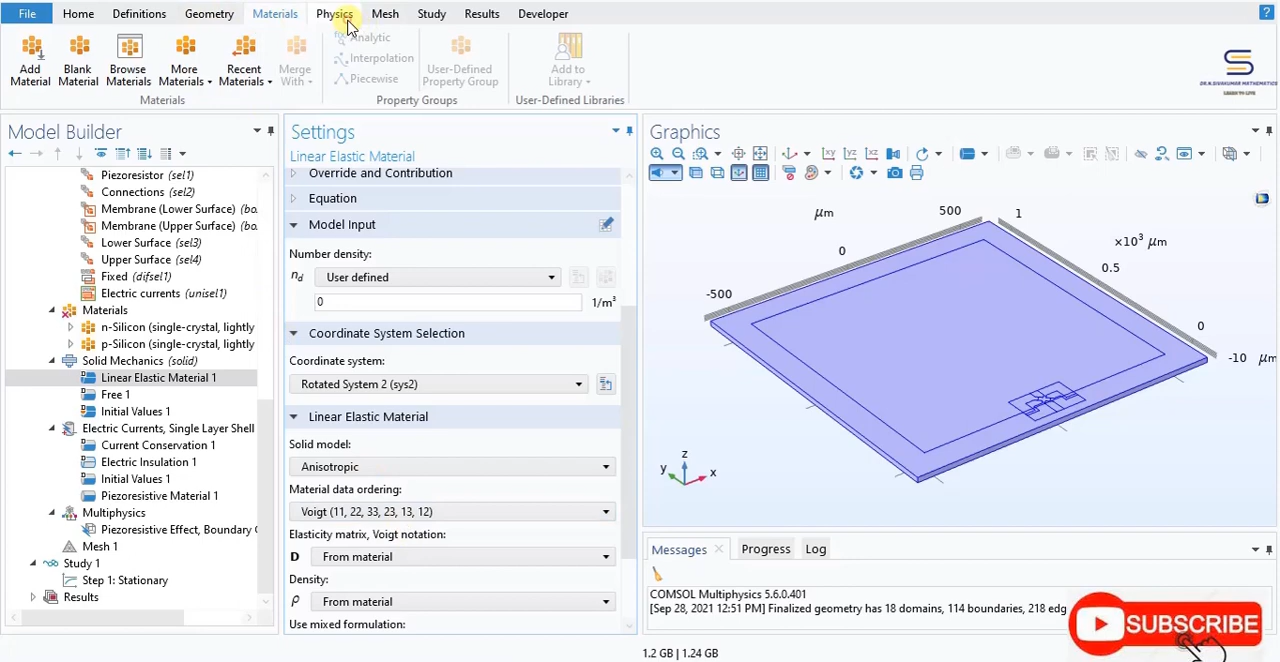 File Home Definitions Geometry Materials Physics Mesh Study Results Developer
Add Material
Blank Material
Browse Materials
More Materials
Recent Materials
Merge With
Analytic
Interpolation
Piecewise
User-Defined Property Group
Add to Library
Materials Property Groups User-Defined Libraries
Model Builder
Piezoresistor (sel1)
Connections (sel2)
Membrane (Lower Surface) (bo
Membrane (Upper Surface) (bo
Lower Surface (sel3)
Upper Surface (sel4)
Fixed (difsel1)
Electric currents (unisel1)
Materials
n-Silicon (single-crystal, lightly
p-Silicon (single-crystal, lightly
Solid Mechanics (solid)
Linear Elastic Material 1
Free 1
Initial Values 1
Electric Currents, Single Layer Shell
Current Conservation 1
Electric Insulation 1
Initial Values 1
Piezoresistive Material 1
Multiphysics
Piezoresistive Effect, Boundary C
Mesh 1
Study 1
Step 1: Stationary
Results
Settings
Linear Elastic Material
Override and Contribution
Equation
Model Input
Number density:
nd User defined
0 1/m³
Coordinate System Selection
Coordinate system:
Rotated System 2 (sys2)
Linear Elastic Material
Solid model:
Anisotropic
Material data ordering:
Voigt (11, 22, 33, 23, 13, 12)
Elasticity matrix, Voigt notation:
D From material
Density:
ρ From material
Use mixed formulation:
Graphics
xy yz xz
μm 500 1
×10³ μm
0 0.5
-500
0
-10 μm
z
y x
Messages Progress Log
COMSOL Multiphysics 5.6.0.401
[Sep 28, 2021 12:51 PM] Finalized geometry has 18 domains, 114 boundaries, 218 edg
SUBSCRIBE
1.2 GB | 1.24 GB